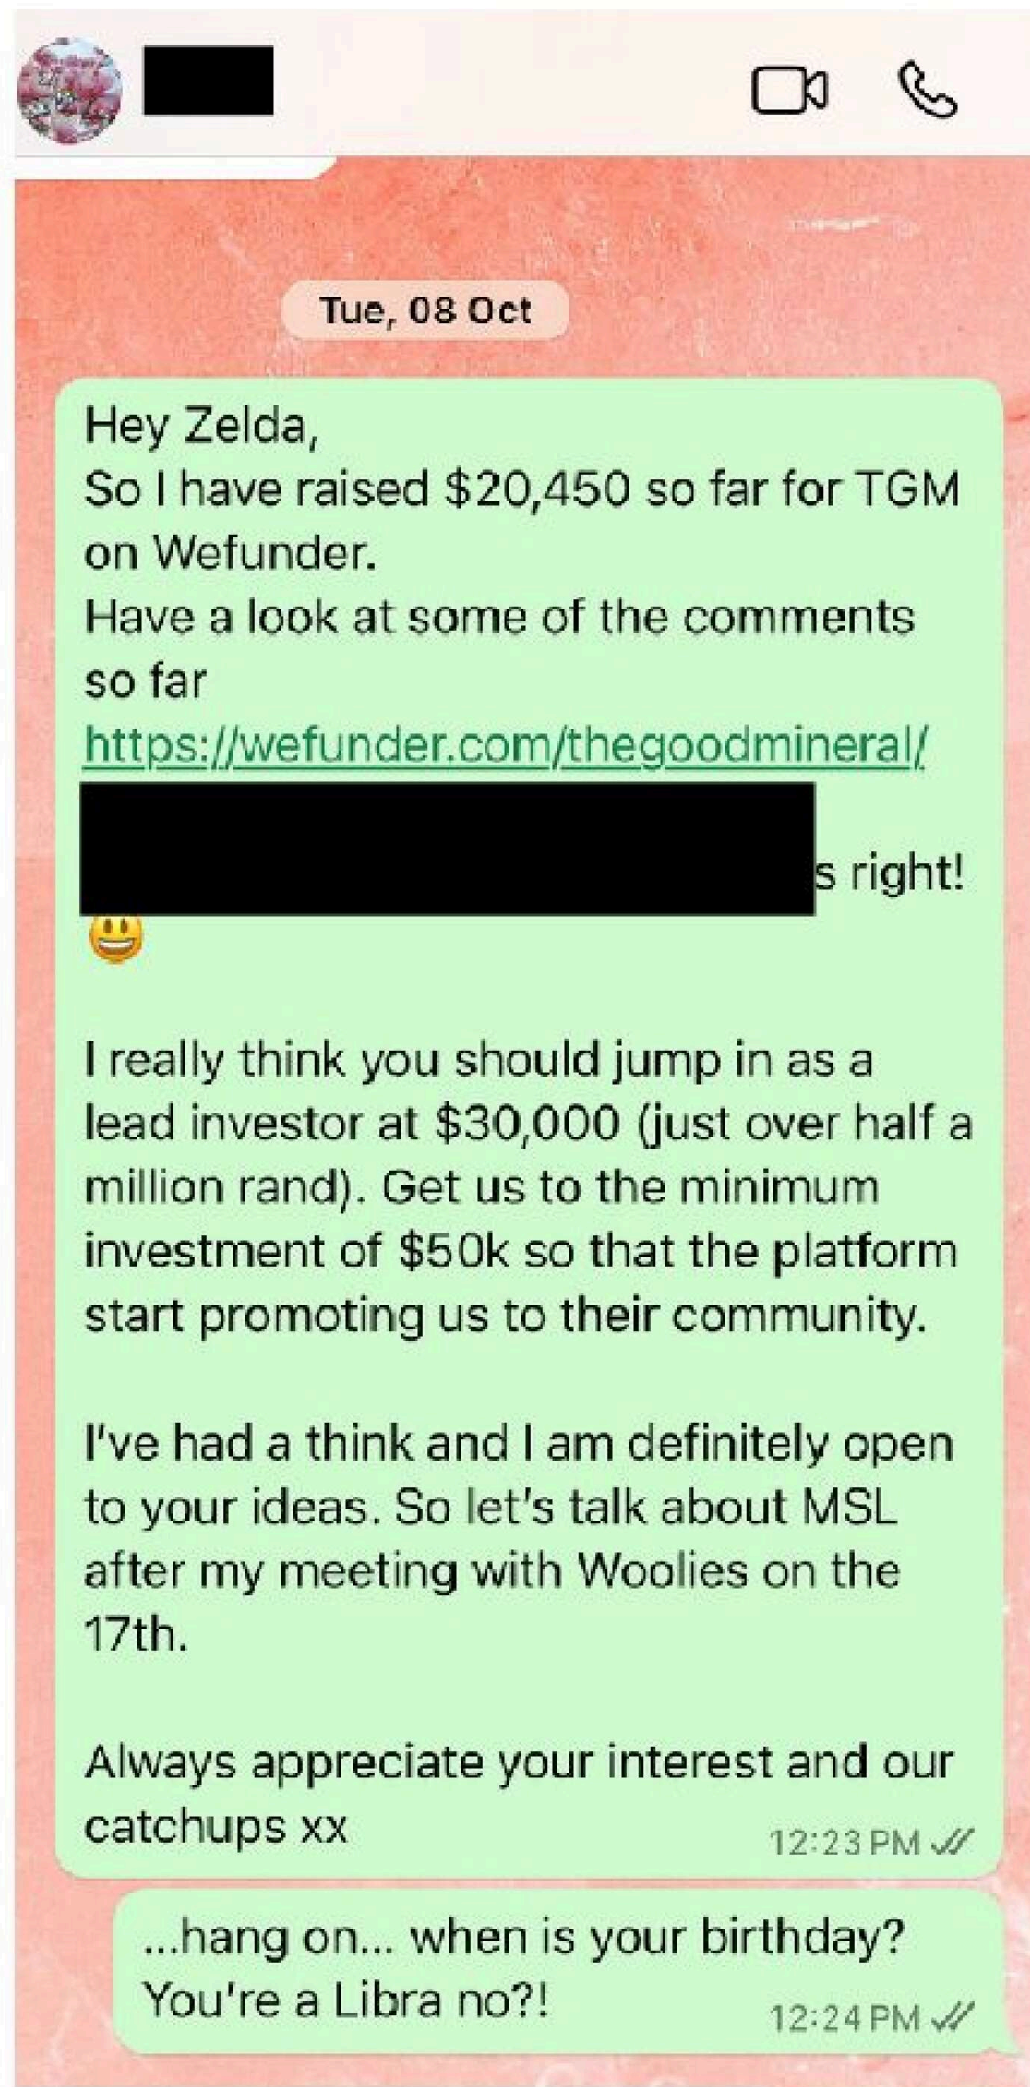 Tue, 08 Oct
Hey Zelda,
So I have raised $20,450 so far for TGM
on Wefunder.
Have a look at some of the comments
so far
https://wefunder.com/thegoodmineral/
s right!
😃
I really think you should jump in as a
lead investor at $30,000 (just over half a
million rand). Get us to the minimum
investment of $50k so that the platform
start promoting us to their community.
I've had a think and I am definitely open
to your ideas. So let's talk about MSL
after my meeting with Woolies on the
17th.
Always appreciate your interest and our
catchups xx
12:23 PM
...hang on... when is your birthday?
You're a Libra no?!
12:24 PM